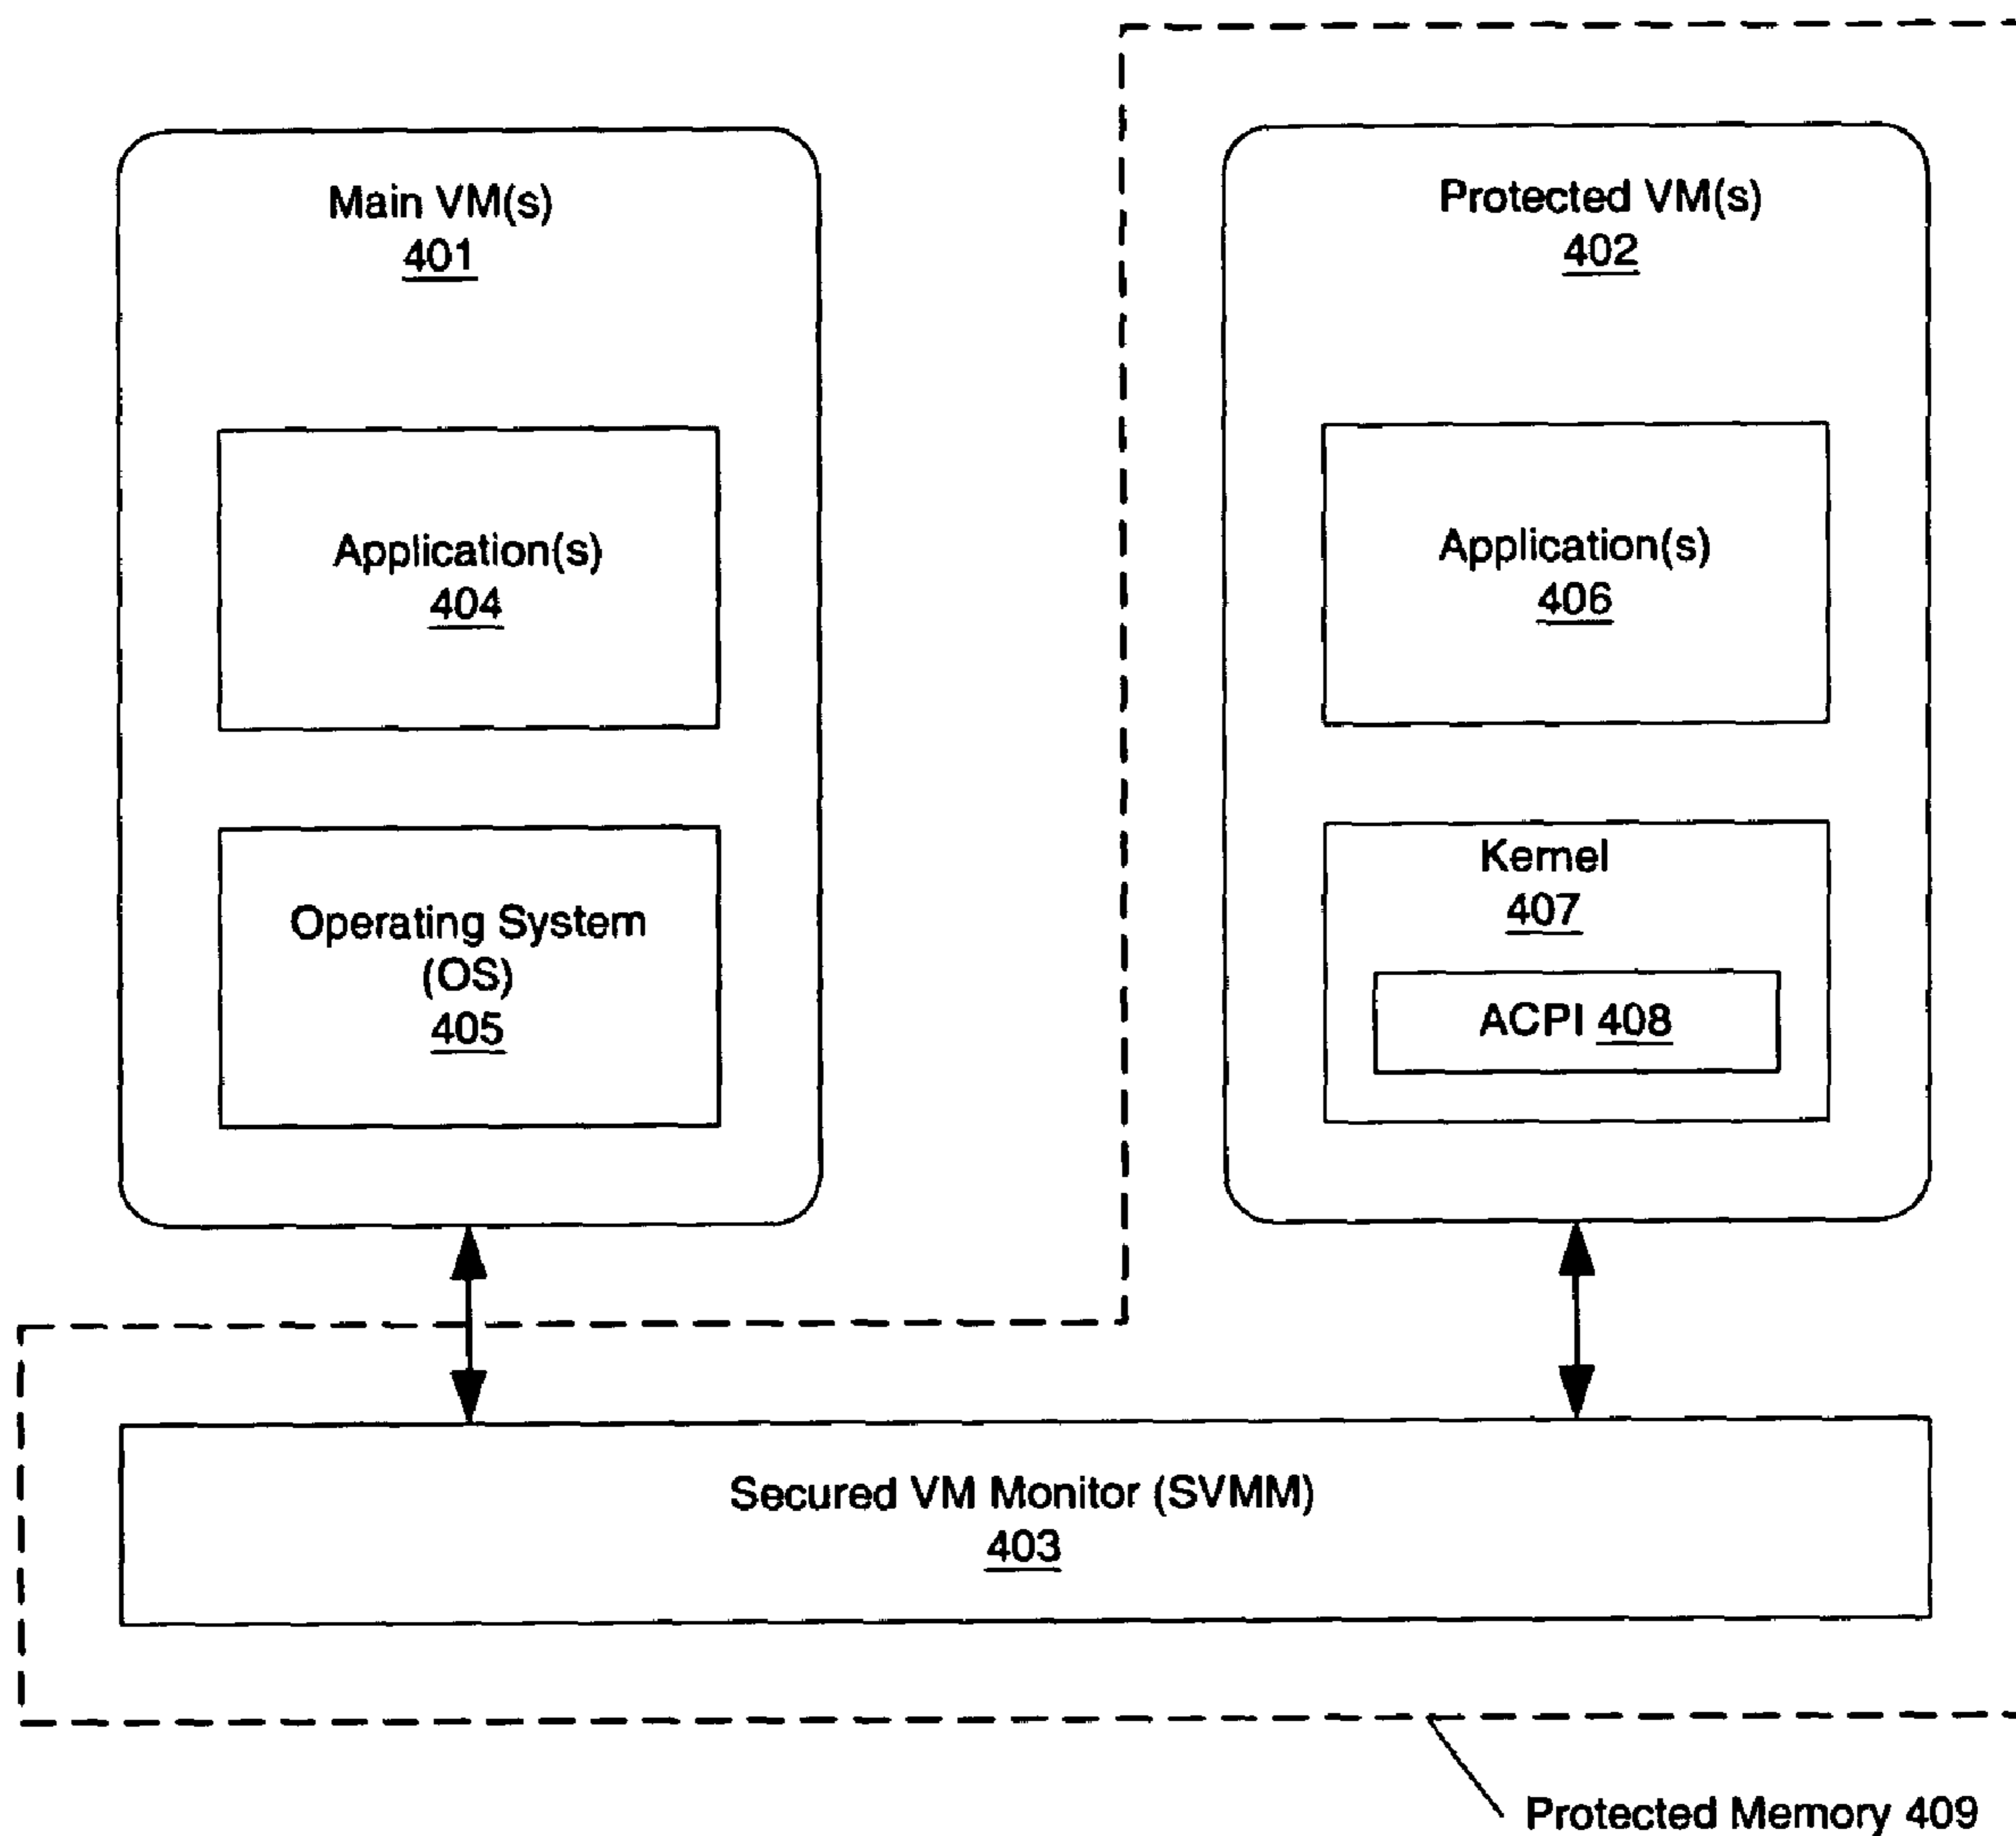 Main VM(s)
401
Application(s)
404
Operating System
(OS)
405
Protected VM(s)
402
Application(s)
406
Kernel
407
ACPI 408
Secured VM Monitor (SVMM)
403
Protected Memory 409